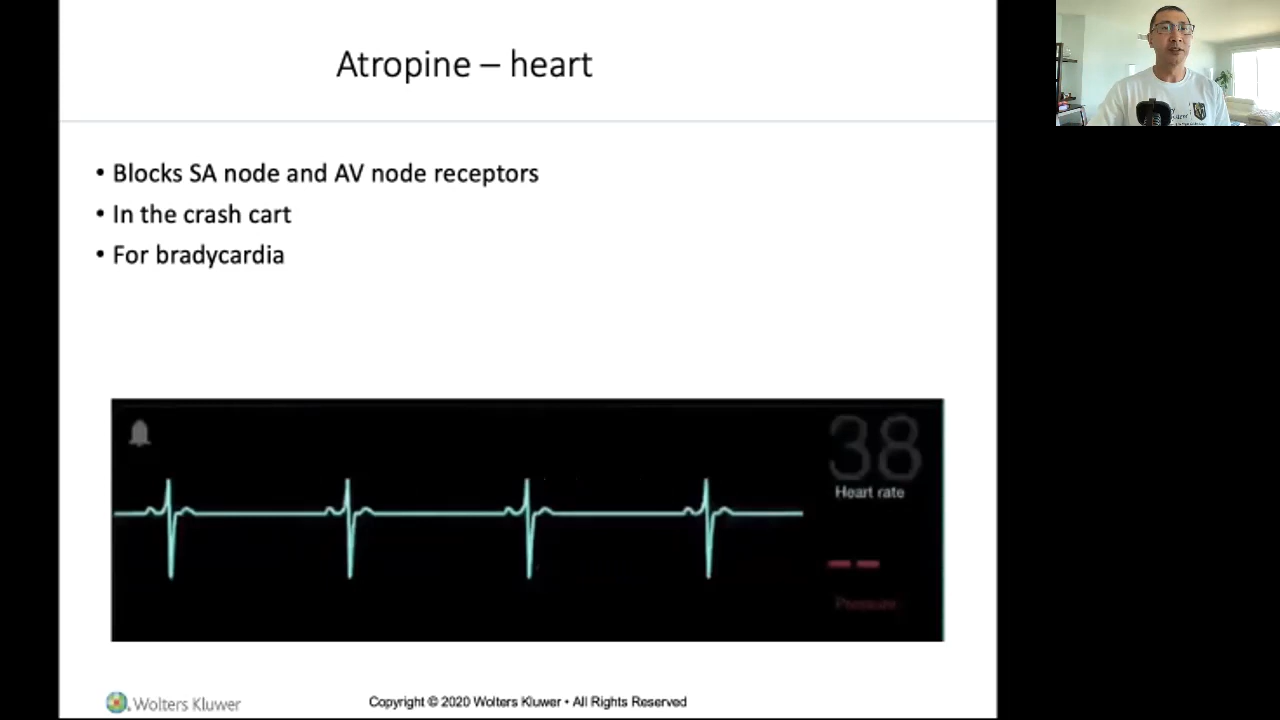 Atropine – heart
• Blocks SA node and AV node receptors
• In the crash cart
• For bradycardia
38
Heart rate
Pressure
Wolters Kluwer
Copyright © 2020 Wolters Kluwer • All Rights Reserved